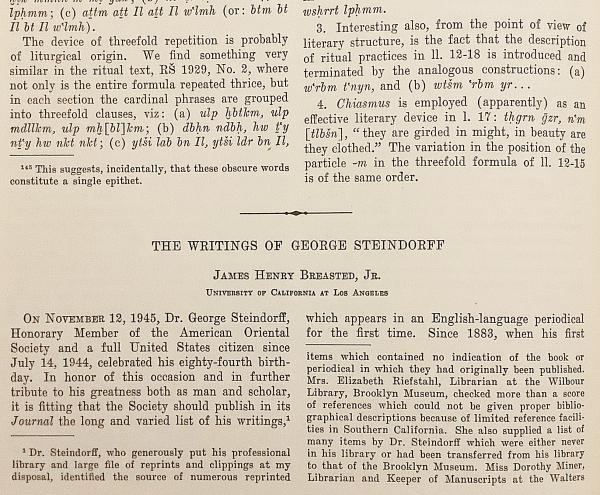 lphmm; (c) aṭtm aṭt Il aṭt Il w'lmh (or: btm bt
Il bt Il w'lmh).
The device of threefold repetition is probably
of liturgical origin. We find something very
similar in the ritual text, RŠ 1929, No. 2, where
not only is the entire formula repeated thrice, but
in each section the cardinal phrases are grouped
into threefold clauses, viz: (a) ulp ḫbtkm, ulp
mdllkm, ulp mḫ[bl]km; (b) dbḥn ndbḥ, hw ṯ'y
nṯ'y hw nkt nkt; (c) ytši lab bn Il, ytši ldr bn Il,
¹⁴⁵ This suggests, incidentally, that these obscure words
constitute a single epithet.
wshrrt lphmm.
3. Interesting also, from the point of view of
literary structure, is the fact that the description
of ritual practices in ll. 12-18 is introduced and
terminated by the analogous constructions: (a)
w'rbm t'nyn, and (b) wtšm 'rbm yr...
4. Chiasmus is employed (apparently) as an
effective literary device in l. 17: tḫgrn ǵzr, n'm
[tlbšn], “they are girded in might, in beauty are
they clothed.” The variation in the position of the
particle -m in the threefold formula of ll. 12-15
is of the same order.
THE WRITINGS OF GEORGE STEINDORFF
James Henry Breasted, Jr.
University of California at Los Angeles
On November 12, 1945, Dr. George Steindorff,
Honorary Member of the American Oriental
Society and a full United States citizen since
July 14, 1944, celebrated his eighty-fourth birth-
day. In honor of this occasion and in further
tribute to his greatness both as man and scholar,
it is fitting that the Society should publish in its
Journal the long and varied list of his writings,¹
¹ Dr. Steindorff, who generously put his professional
library and large file of reprints and clippings at my
disposal, identified the source of numerous reprinted
which appears in an English-language periodical
for the first time. Since 1883, when his first
items which contained no indication of the book or
periodical in which they had originally been published.
Mrs. Elizabeth Riefstahl, Librarian at the Wilbour
Library, Brooklyn Museum, checked more than a score
of references which could not be given proper biblio-
graphical descriptions because of limited reference facili-
ties in Southern California. She also supplied a list of
many items by Dr. Steindorff which were either never
in his library or had been transferred from his library
to that of the Brooklyn Museum. Miss Dorothy Miner,
Librarian and Keeper of Manuscripts at the Walters